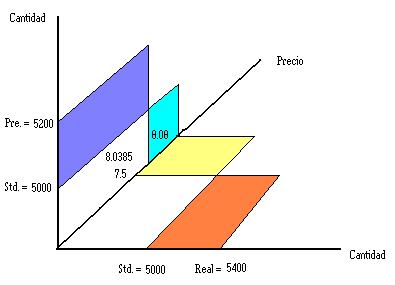 Cantidad
Precio
Pre. = 5200
8.08
8.0385
7.5
Std. = 5000
Cantidad
Std. = 5000 Real = 5400